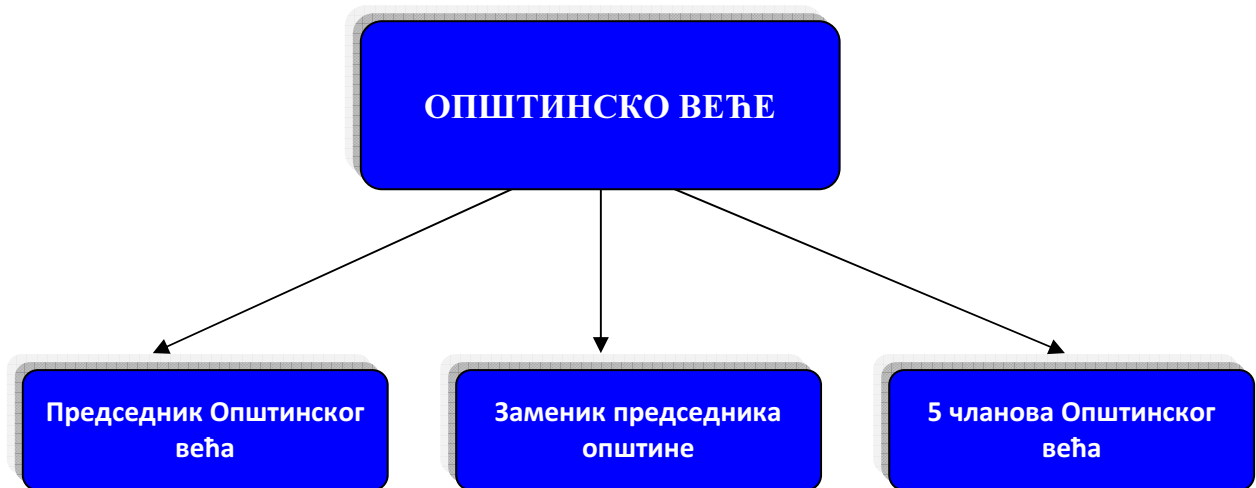 ОПШТИНСКО ВЕЋЕ
Председник Општинског
већа
Заменик председника
општине
5 чланова Општинског
већа